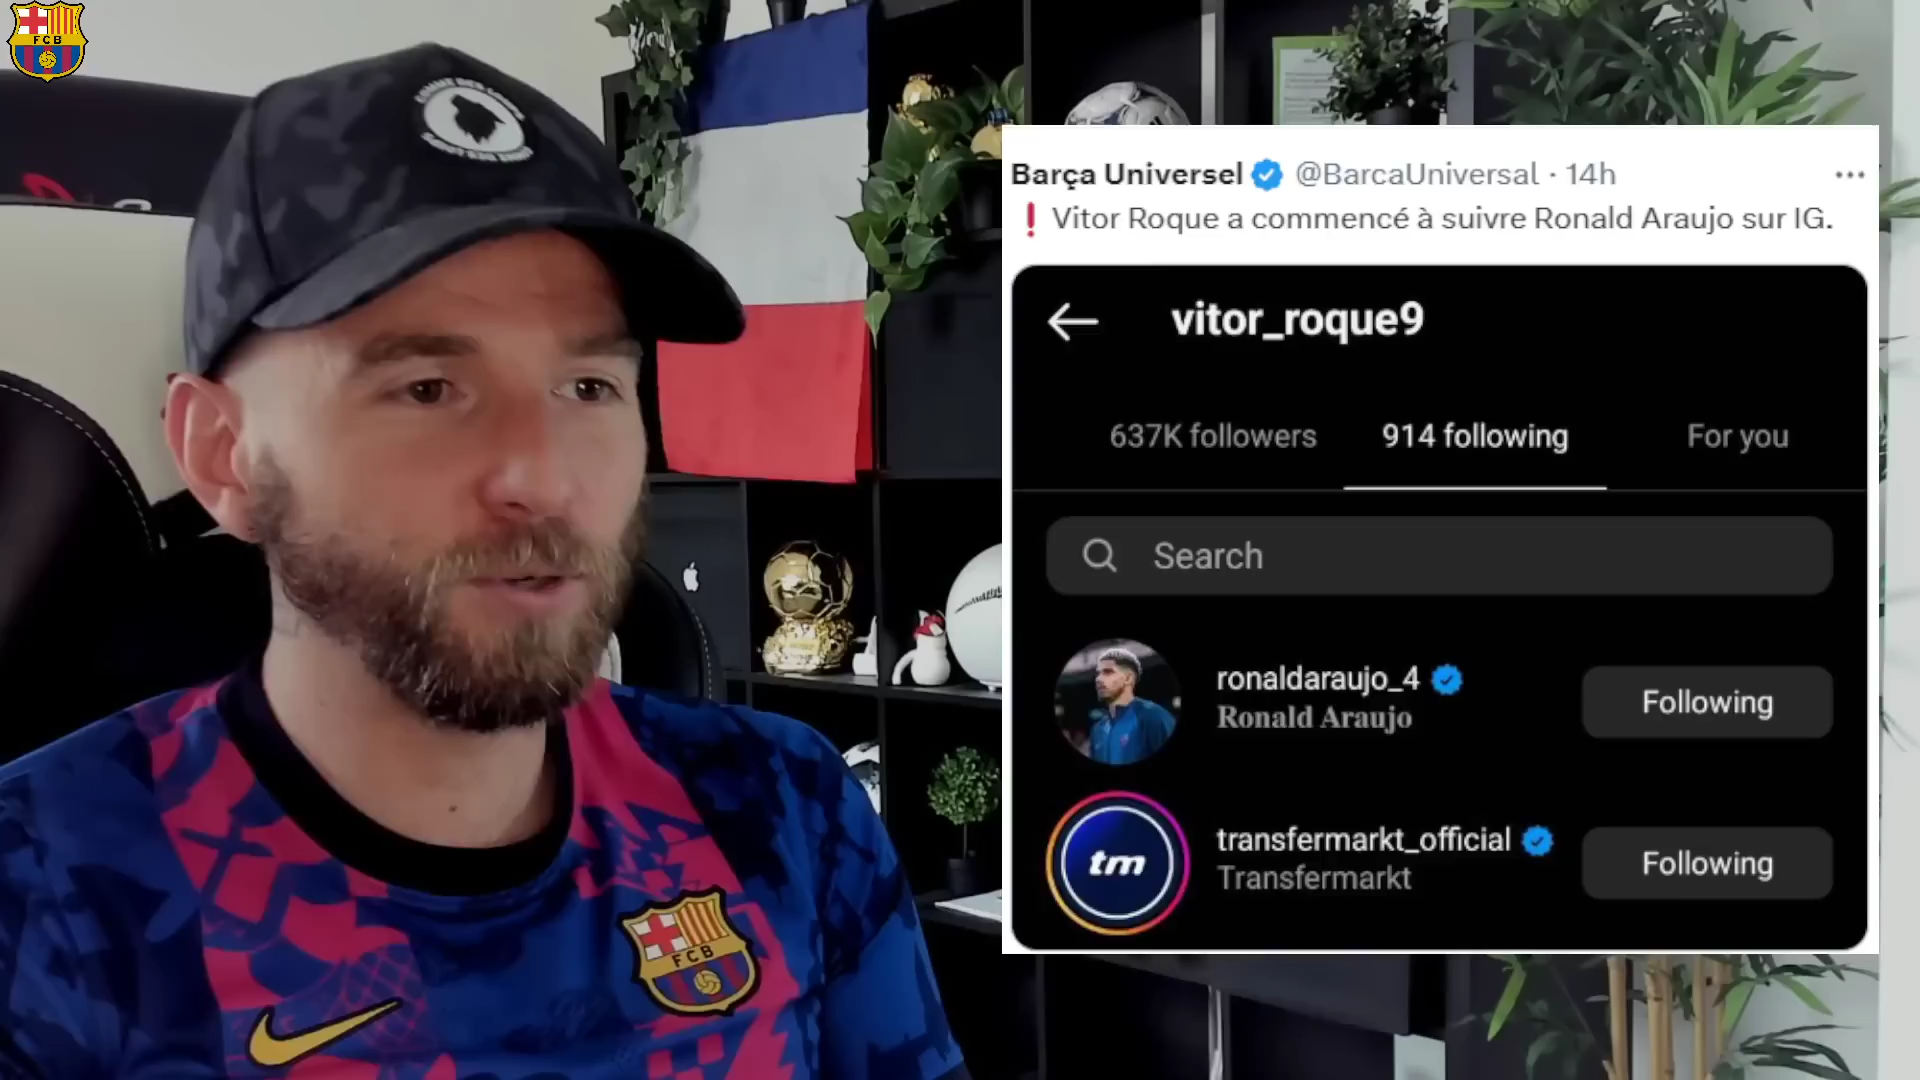 FCB
Barça Universel @BarcaUniversal · 14h
❗ Vitor Roque a commencé à suivre Ronald Araujo sur IG.
vitor_roque9
637K followers 914 following For you
Search
ronaldaraujo_4
Ronald Araujo
Following
transfermarkt_official
Transfermarkt
Following
tm
FCB